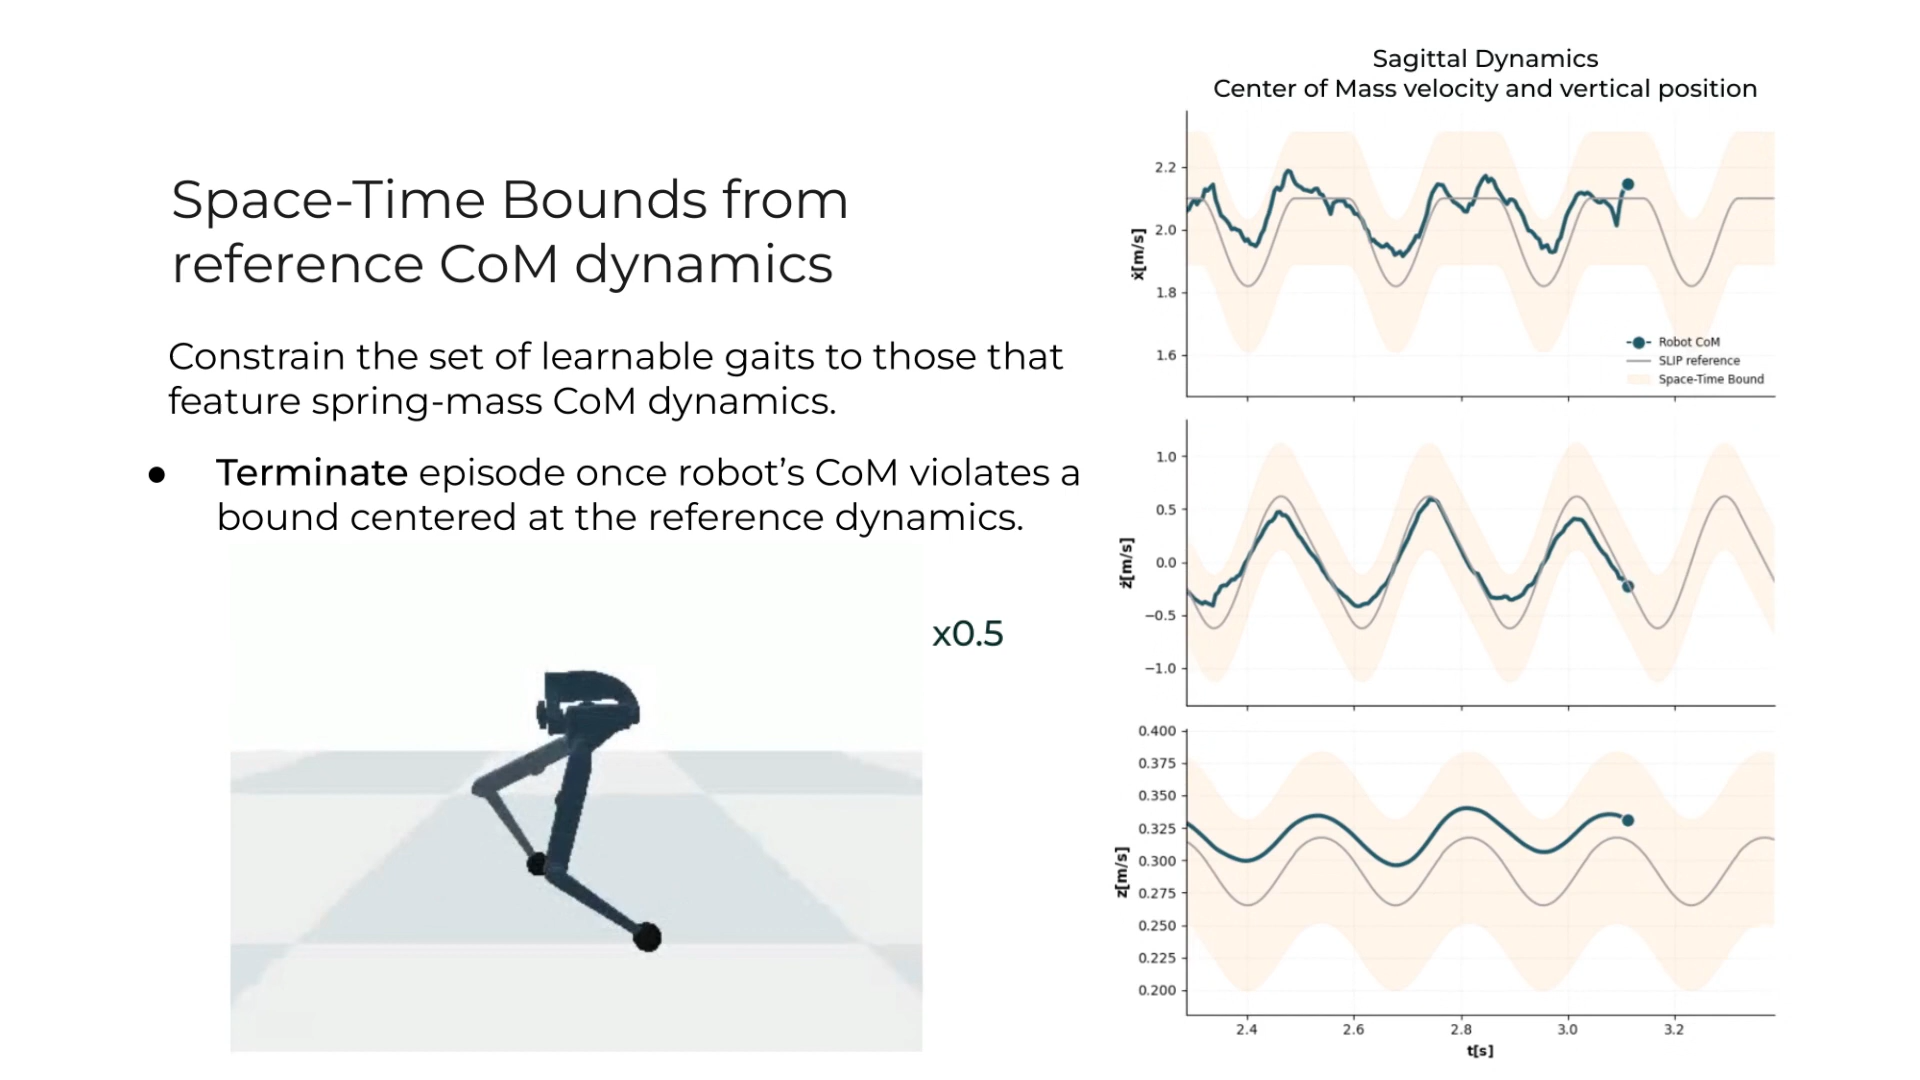 Space-Time Bounds from
reference CoM dynamics
Constrain the set of learnable gaits to those that
feature spring-mass CoM dynamics.
● Terminate episode once robot’s CoM violates a
bound centered at the reference dynamics.
x0.5
Sagittal Dynamics
Center of Mass velocity and vertical position
2.2
2.0
1.8
1.6
ẋ[m/s]
Robot CoM
SLIP reference
Space-Time Bound
1.0
0.5
0.0
−0.5
−1.0
ż[m/s]
0.400
0.375
0.350
0.325
0.300
0.275
0.250
0.225
0.200
z[m/s]
2.4 2.6 2.8 3.0 3.2
t[s]